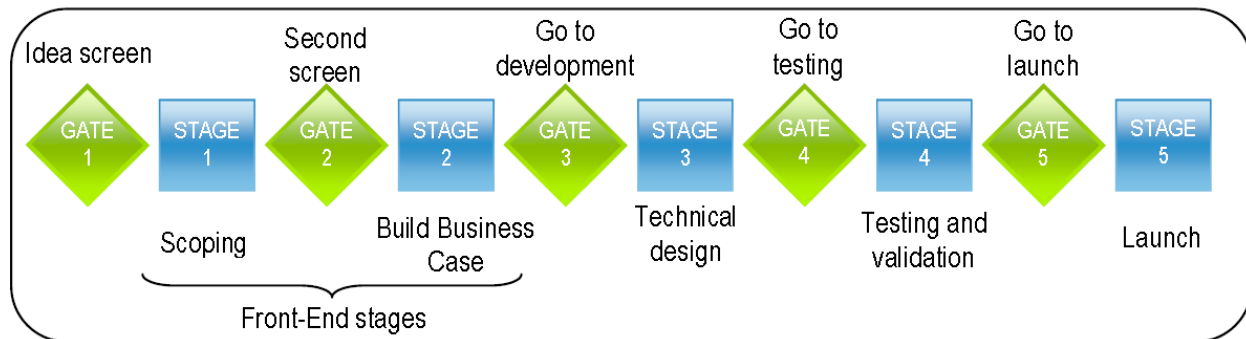 Idea screen
Second
screen
Go to
development
Go to
testing
Go to
launch
GATE
1
STAGE
1
GATE
2
STAGE
2
GATE
3
STAGE
3
GATE
4
STAGE
4
GATE
5
STAGE
5
Scoping
Build Business
Case
Technical
design
Testing and
validation
Launch
Front-End stages